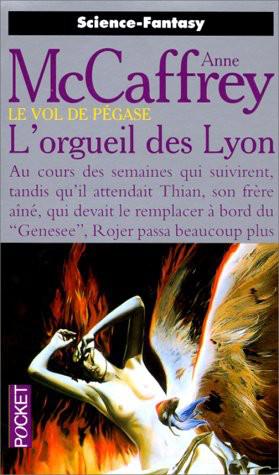 Science-Fantasy
Anne
McCaffrey
LE VOL DE PÉGASE
L'orgueil des Lyon
Au cours des semaines qui suivirent,
tandis qu'il attendait Thian, son frère
aîné, qui devait le remplacer à bord du
"Genesee", Rojer passa beaucoup plus
POCKET